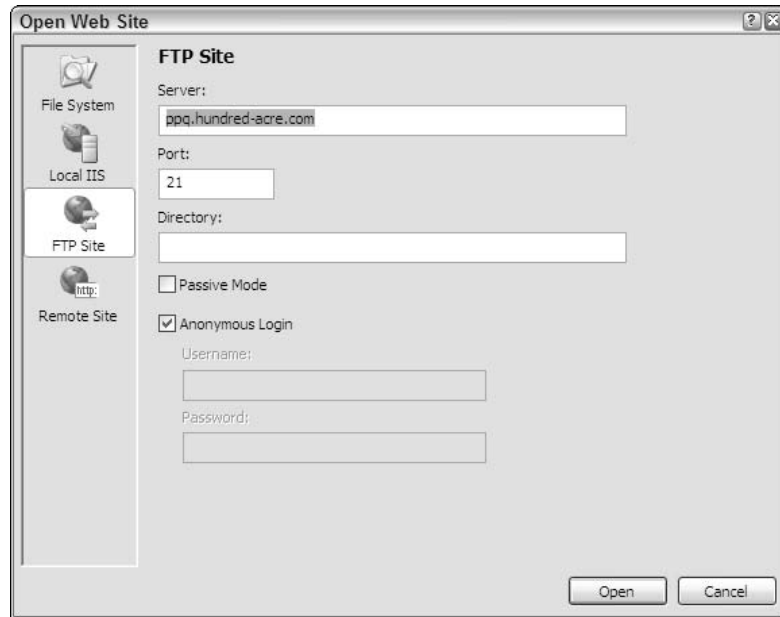 Open Web Site
File System
Local IIS
FTP Site
http:
Remote Site
FTP Site
Server:
ppq.hundred-acre.com
Port:
21
Directory:
Passive Mode
Anonymous Login
Username:
Password:
Open
Cancel